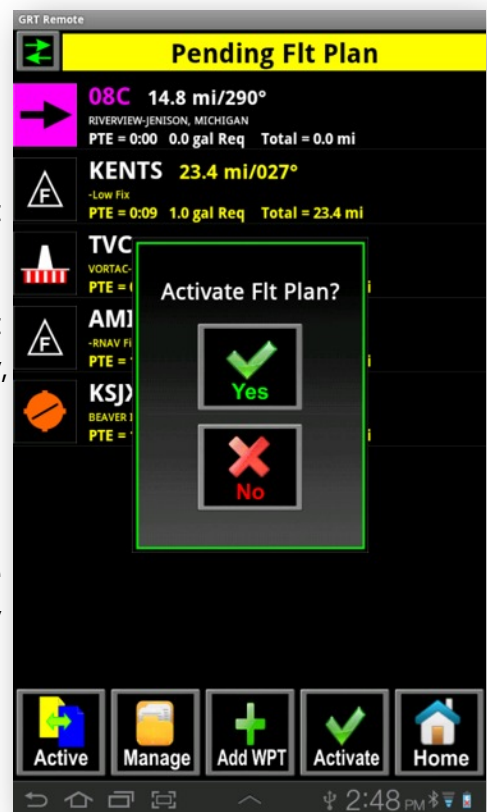 GRT Remote
Pending Flt Plan
08C 14.8 mi/290°
RIVERVIEW-JENISON, MICHIGAN
PTE = 0:00 0.0 gal Req Total = 0.0 mi
F
KENTS 23.4 mi/027°
-Low Fix
PTE = 0:09 1.0 gal Req Total = 23.4 mi
TVC
VORTAC-
PTE =
F
-RNAV
PTE =
BEAVER
PTE =
Activate Flt Plan?
Yes
No
Active
Manage
Add WPT
Activate
Home
2:48 PM